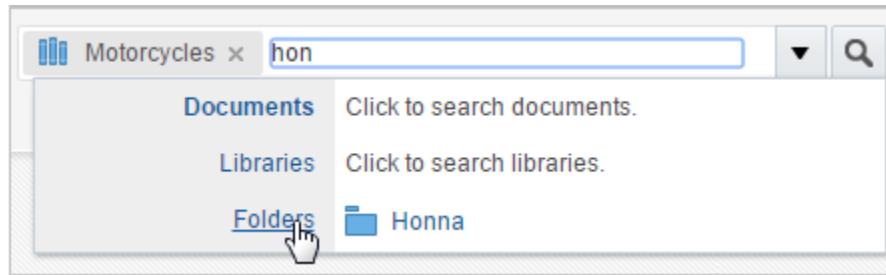 Motorcycles × hon
Documents Click to search documents.
Libraries Click to search libraries.
Folders Honna